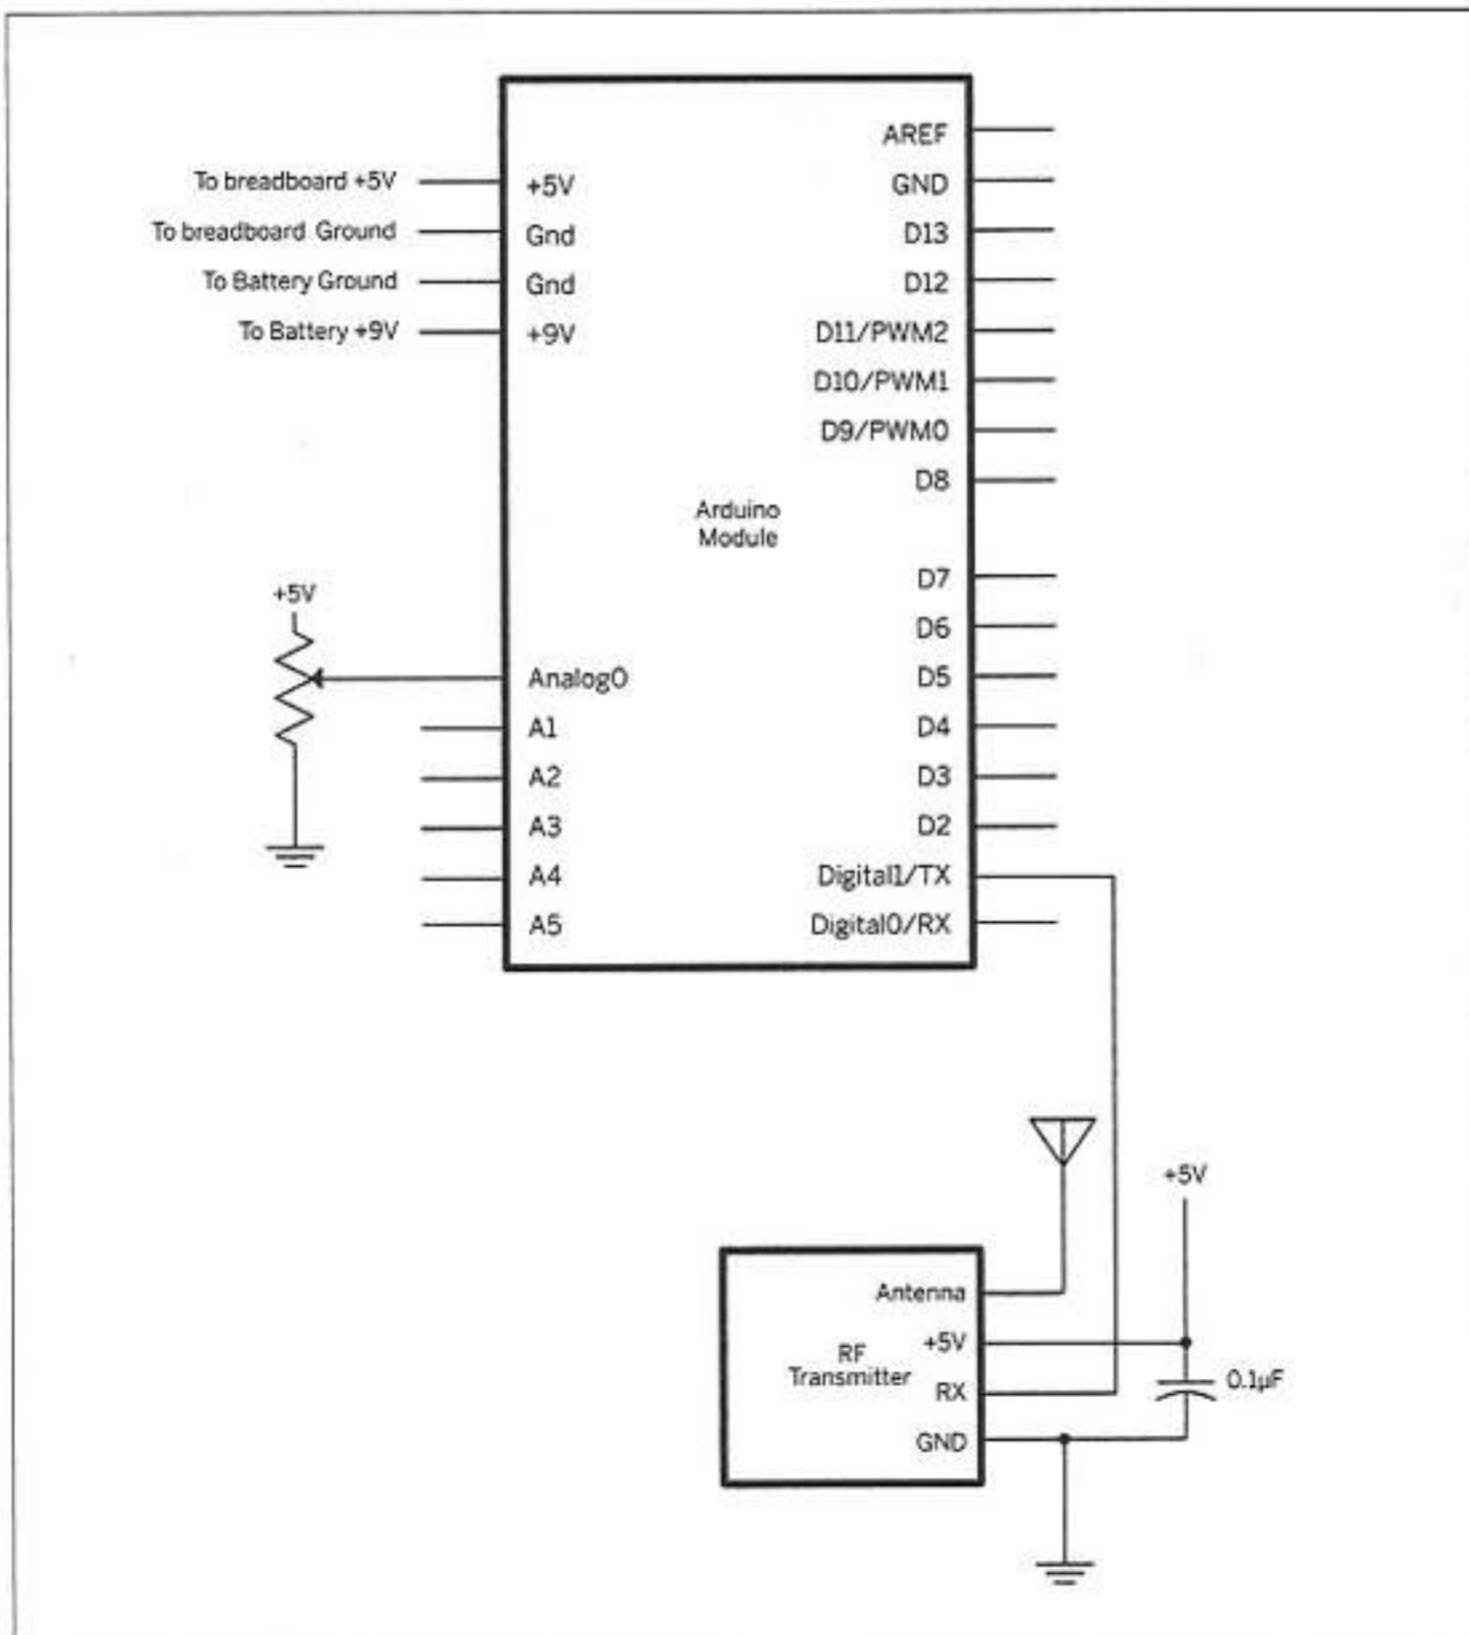 To breadboard +5V
To breadboard Ground
To Battery Ground
To Battery +9V
+5V
Gnd
Gnd
+9V
AREF
GND
D13
D12
D11/PWM2
D10/PWM1
D9/PWM0
D8
Arduino
Module
D7
D6
D5
D4
D3
D2
Digital1/TX
Digital0/RX
+5V
Analog0
A1
A2
A3
A4
A5
+5V
Antenna
+5V
RX
GND
RF
Transmitter
0.1µF